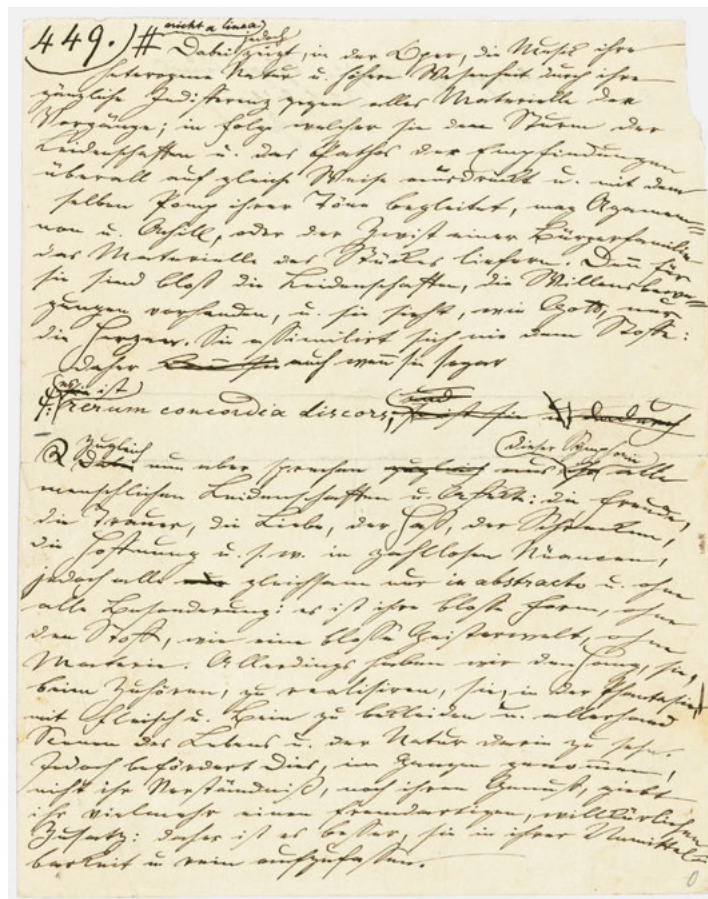 449.) # nicht a linea
Dabei zeigt, jedoch in der Oper, die Musik ihre
heterogene Natur u. höhere Wesenheit durch ihre
gänzliche Indifferenz gegen alles Materielle der
Vorgänge; in Folge welcher sie den Sturm der
Leidenschaften u. das Pathos der Empfindungen
überall auf gleiche Weise ausdrückt u. mit dem
selben Pomp ihrer Töne begleitet, mag Agamem=
non u. Achill, oder der Zwist einer Bürgerfamilie
das Materielle des Stückes liefern. Denn für
sie sind bloß die Leidenschaften, die Willensbewe=
gungen vorhanden, u. sie sieht, wie Gott, nur
die Herzen. Sie assimilirt sich nie dem Stoffe:
daher auch wenn sie sogar
ist
rerum concordia discors, und
Zugleich dieser Symphonie
nun aber sprechen zugleich aus alle
menschlichen Leidenschaften u. Affekte: die Freude,
die Trauer, die Liebe, der Haß, der Schrecken,
die Hoffnung u. s. w. in zahllosen Nüancen,
jedoch alle gleichsam nur in abstracto u. ohne
alle Besonderung: es ist ihre bloße Form, ohne
den Stoff, wie eine bloße Geisterwelt, ohne
Materie. Allerdings haben wir den Hang, sie,
beim Zuhören, zu realisiren, sie, in der Phantasie,
mit Fleisch u. Bein zu bekleiden u. allerhand
Scenen des Lebens u. der Natur darin zu sehn.
Jedoch befördert Dies, im Ganzen genommen,
nicht ihr Verständniß, noch ihren Genuß, giebt
ihr vielmehr einen fremdartigen, willkürlichen
Zusatz: daher ist es besser, sie in ihrer Unmittel=
barkeit u. rein aufzufassen.